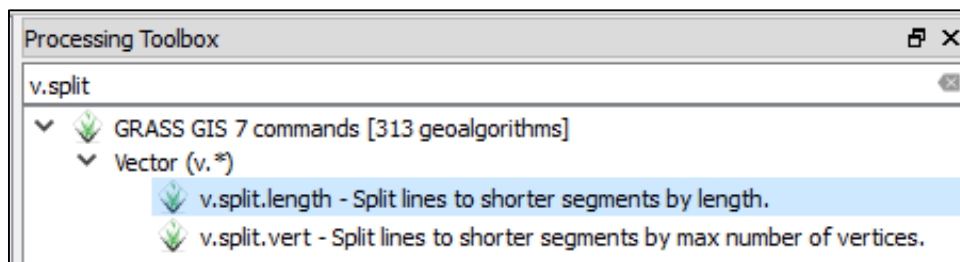 Processing Toolbox
v.split
GRASS GIS 7 commands [313 geoalgorithms]
Vector (v.*)
v.split.length - Split lines to shorter segments by length.
v.split.vert - Split lines to shorter segments by max number of vertices.